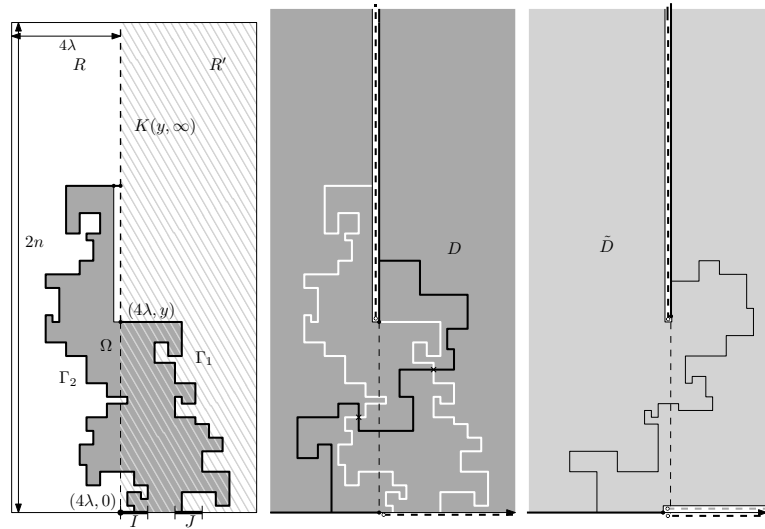 4λ
R
R′
K(y, ∞)
2n
(4λ, y)
Ω
Γ₁
Γ₂
(4λ, 0)
I
J
D
D̃